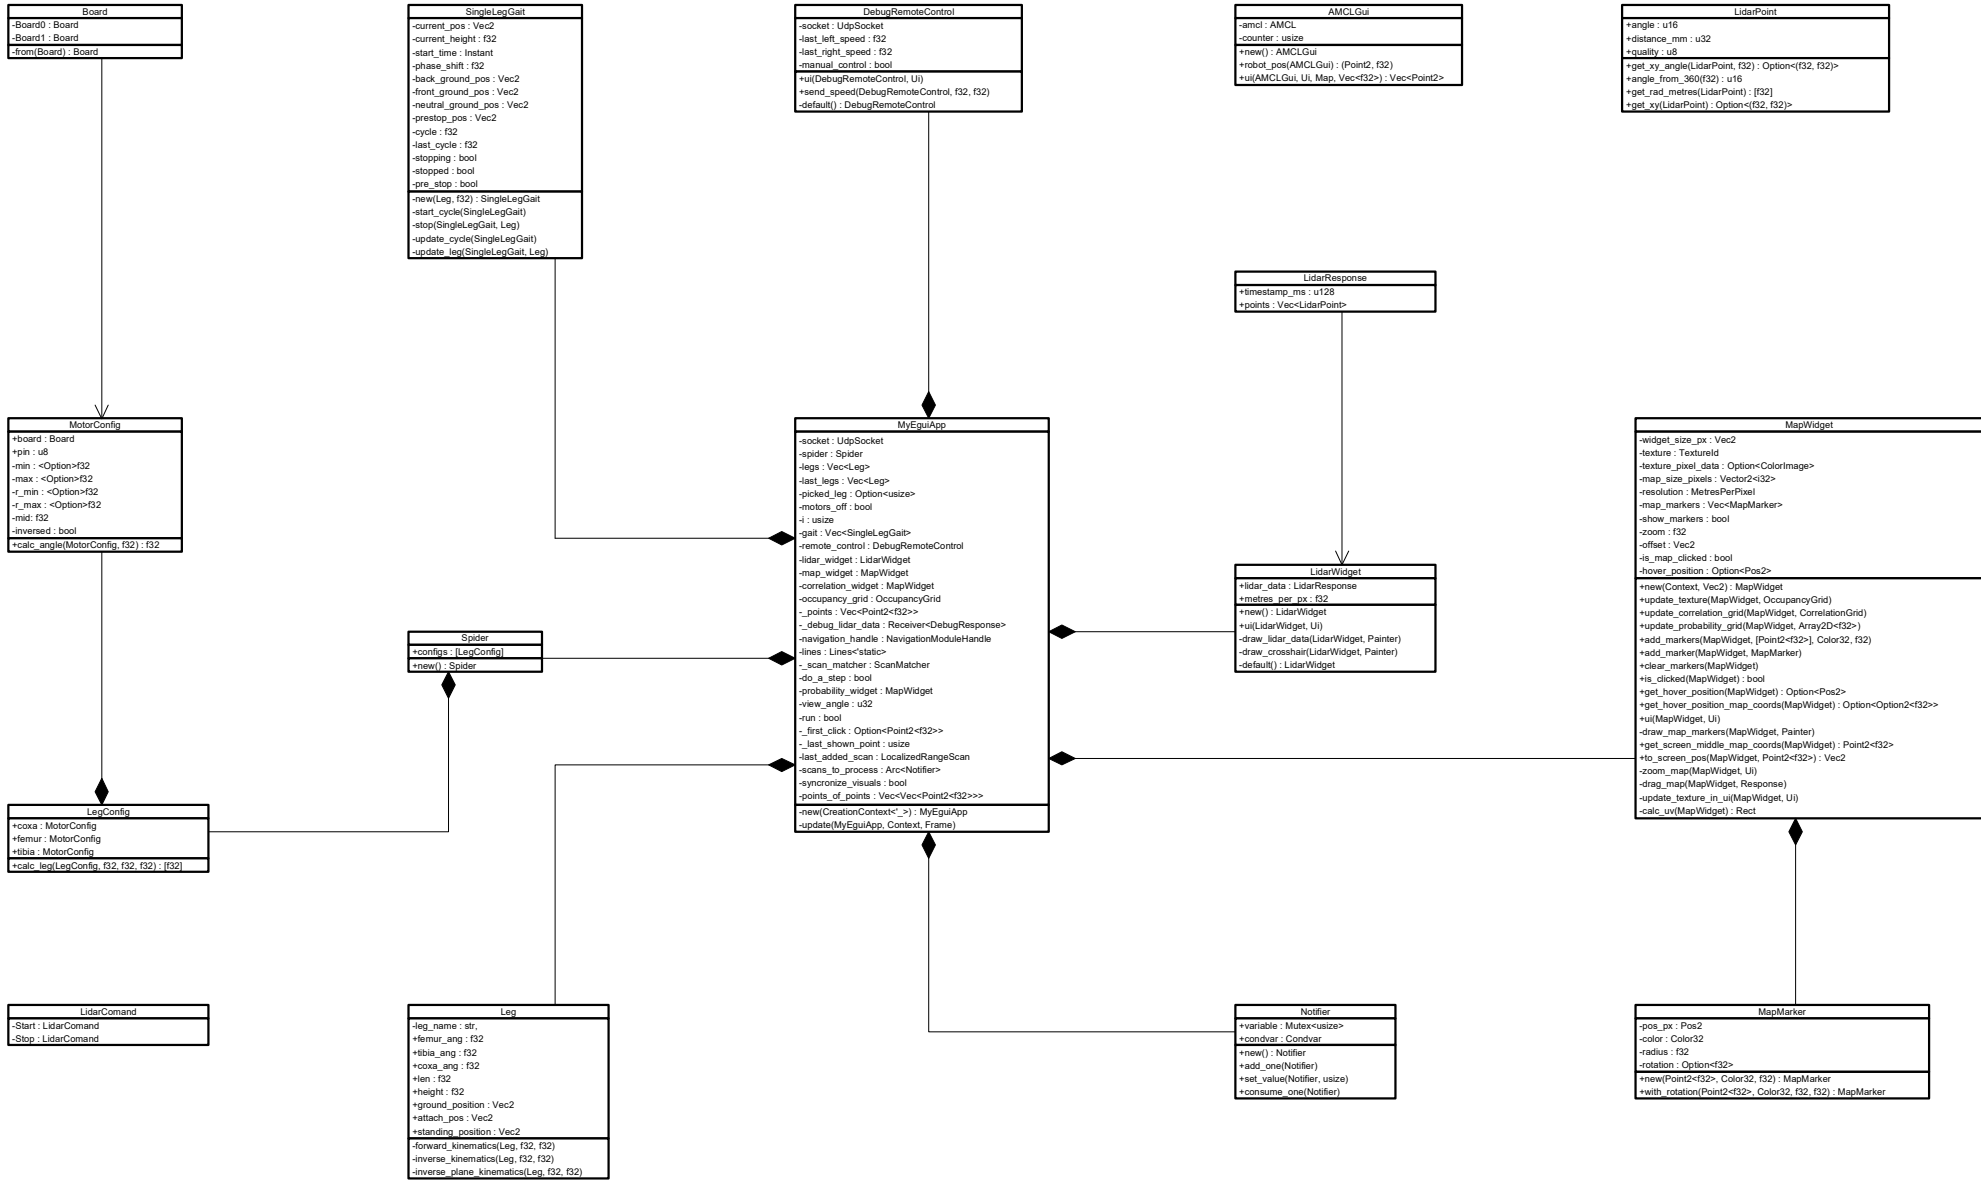 Board
-Board0 : Board
-Board1 : Board
-from(Board) : Board
SingleLegGait
-current_pos : Vec2
-current_height : f32
-start_time : Instant
-phase_shift : f32
-back_ground_pos : Vec2
-front_ground_pos : Vec2
-neutral_ground_pos : Vec2
-prestop_pos : Vec2
-cycle : f32
-last_cycle : f32
-stopping : bool
-stopped : bool
-pre_stop : bool
-new(Leg, f32) : SingleLegGait
-start_cycle(SingleLegGait)
-stop(SingleLegGait, Leg)
-update_cycle(SingleLegGait)
-update_leg(SingleLegGait, Leg)
DebugRemoteControl
-socket : UdpSocket
-last_left_speed : f32
-last_right_speed : f32
-manual_control : bool
+ui(DebugRemoteControl, Ui)
+send_speed(DebugRemoteControl, f32, f32)
-default() : DebugRemoteControl
AMCLGui
-amcl : AMCL
-counter : usize
+new() : AMCLGui
+robot_pos(AMCLGui) : (Point2, f32)
+ui(AMCLGui, Ui, Map, Vec<f32>) : Vec<Point2>
LidarPoint
+angle : u16
+distance_mm : u32
+quality : u8
+get_xy_angle(LidarPoint, f32) : Option<(f32, f32)>
+angle_from_360(f32) : u16
+get_rad_metres(LidarPoint) : [f32]
+get_xy(LidarPoint) : Option<(f32, f32)>
LidarResponse
+timestamp_ms : u128
+points : Vec<LidarPoint>
MotorConfig
+board : Board
+pin : u8
-min : <Option>f32
-max : <Option>f32
-r_min : <Option>f32
-r_max : <Option>f32
-mid: f32
-inversed : bool
+calc_angle(MotorConfig, f32) : f32
MyEguiApp
-socket : UdpSocket
-spider : Spider
-legs : Vec<Leg>
-last_legs : Vec<Leg>
-picked_leg : Option<usize>
-motors_off : bool
-i : usize
-gait : Vec<SingleLegGait>
-remote_control : DebugRemoteControl
-lidar_widget : LidarWidget
-map_widget : MapWidget
-correlation_widget : MapWidget
-occupancy_grid : OccupancyGrid
-_points : Vec<Point2<f32>>
-_debug_lidar_data : Receiver<DebugResponse>
-navigation_handle : NavigationModuleHandle
-lines : Lines<'static>
-_scan_matcher : ScanMatcher
-do_a_step : bool
-probability_widget : MapWidget
-view_angle : u32
-run : bool
-_first_click : Option<Point2<f32>>
-_last_shown_point : usize
-last_added_scan : LocalizedRangeScan
-scans_to_process : Arc<Notifier>
-syncronize_visuals : bool
-points_of_points : Vec<Vec<Point2<f32>>>
-new(CreationContext<'_>) : MyEguiApp
-update(MyEguiApp, Context, Frame)
MapWidget
-widget_size_px : Vec2
-texture : TextureId
-texture_pixel_data : Option<ColorImage>
-map_size_pixels : Vector2<i32>
-resolution : MetresPerPixel
-map_markers : Vec<MapMarker>
-show_markers : bool
-zoom : f32
-offset : Vec2
-is_map_clicked : bool
-hover_position : Option<Pos2>
+new(Context, Vec2) : MapWidget
+update_texture(MapWidget, OccupancyGrid)
+update_correlation_grid(MapWidget, CorrelationGrid)
+update_probability_grid(MapWidget, Array2D<f32>)
+add_markers(MapWidget, [Point2<f32>], Color32, f32)
+add_marker(MapWidget, MapMarker)
+clear_markers(MapWidget)
+is_clicked(MapWidget) : bool
+get_hover_position(MapWidget) : Option<Pos2>
+get_hover_position_map_coords(MapWidget) : Option<Option2<f32>>
+ui(MapWidget, Ui)
-draw_map_markers(MapWidget, Painter)
+get_screen_middle_map_coords(MapWidget) : Point2<f32>
+to_screen_pos(MapWidget, Point2<f32>) : Vec2
-zoom_map(MapWidget, Ui)
-drag_map(MapWidget, Response)
-update_texture_in_ui(MapWidget, Ui)
-calc_uv(MapWidget) : Rect
LidarWidget
+lidar_data : LidarResponse
+metres_per_px : f32
+new() : LidarWidget
+ui(LidarWidget, Ui)
-draw_lidar_data(LidarWidget, Painter)
-draw_crosshair(LidarWidget, Painter)
-default() : LidarWidget
Spider
+configs : [LegConfig]
+new() : Spider
LegConfig
+coxa : MotorConfig
+femur : MotorConfig
+tibia : MotorConfig
+calc_leg(LegConfig, f32, f32, f32) : [f32]
LidarComand
-Start : LidarComand
-Stop : LidarComand
Leg
-leg_name : str,
+femur_ang : f32
+tibia_ang : f32
+coxa_ang : f32
+len : f32
+height : f32
+ground_position : Vec2
+attach_pos : Vec2
+standing_position : Vec2
-forward_kinematics(Leg, f32, f32)
-inverse_kinematics(Leg, f32, f32)
-inverse_plane_kinematics(Leg, f32, f32)
Notifier
+variable : Mutex<usize>
+condvar : Condvar
+new() : Notifier
+add_one(Notifier)
+set_value(Notifier, usize)
+consume_one(Notifier)
MapMarker
-pos_px : Pos2
-color : Color32
-radius : f32
-rotation : Option<f32>
+new(Point2<f32>, Color32, f32) : MapMarker
+with_rotation(Point2<f32>, Color32, f32, f32) : MapMarker